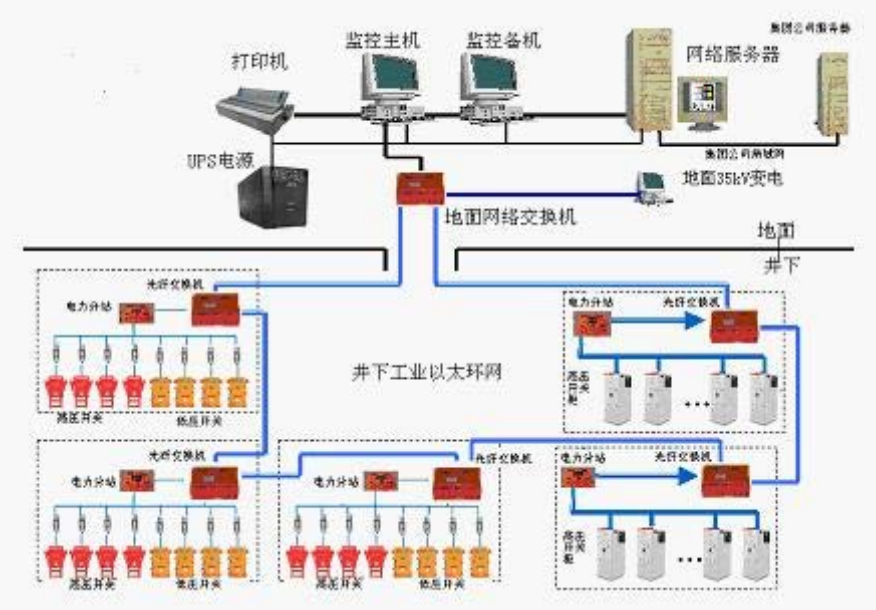 集团公司服务器
监控主机
监控备机
网络服务器
打印机
集团公司局域网
UPS电源
地面35kV变电
地面网络交换机
地面
井下
光纤交换机
电力分站
电力分站
光纤交换机
井下工业以太环网
高压开关柜
高压开关
低压开关
光纤交换机
光纤交换机
光纤交换机
电力分站
电力分站
电力分站
高压开关柜
高压开关
低压开关
高压开关
低压开关